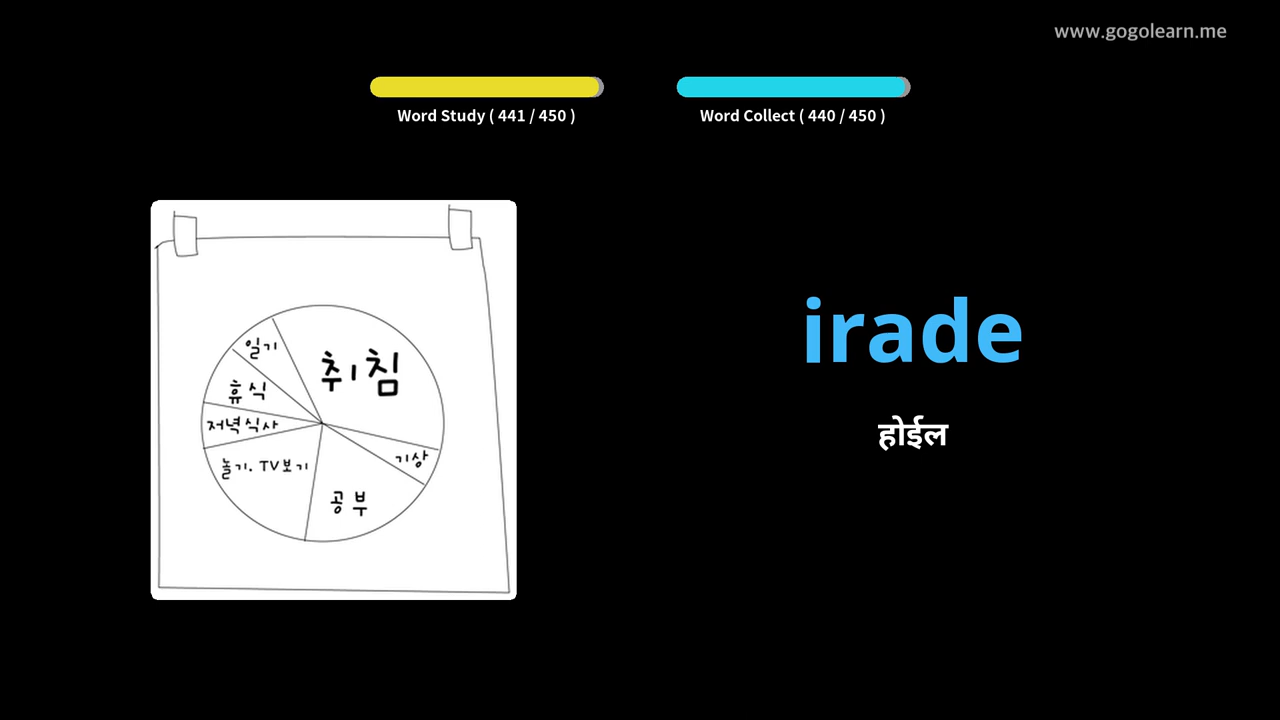 www.gogolearn.me
Word Study ( 441 / 450 )
Word Collect ( 440 / 450 )
일기
취침
휴식
저녁식사
놀기. TV보기
기상
공부
irade
होईल